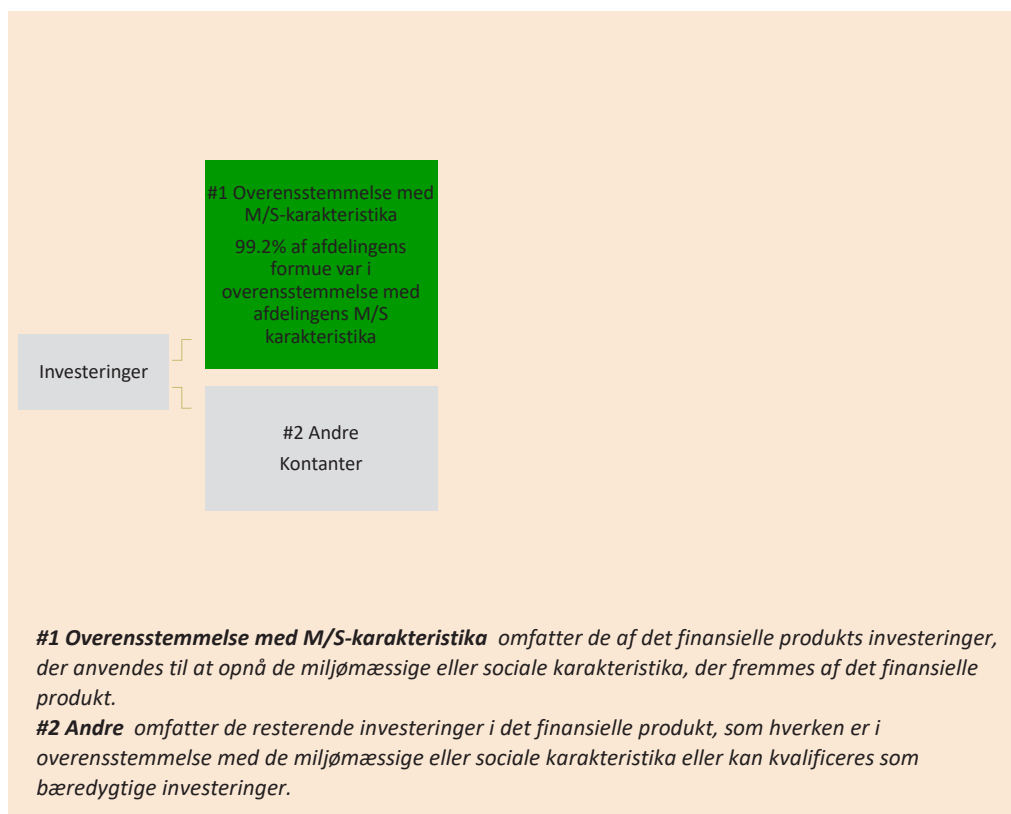 #1 Overensstemmelse med
M/S-karakteristika
99.2% af afdelingens
formue var i
overensstemmelse med
afdelingens M/S
karakteristika
Investeringer
#2 Andre
Kontanter
#1 Overensstemmelse med M/S-karakteristika omfatter de af det finansielle produkts investeringer,
der anvendes til at opnå de miljømæssige eller sociale karakteristika, der fremmes af det finansielle
produkt.
#2 Andre omfatter de resterende investeringer i det finansielle produkt, som hverken er i
overensstemmelse med de miljømæssige eller sociale karakteristika eller kan kvalificeres som
bæredygtige investeringer.